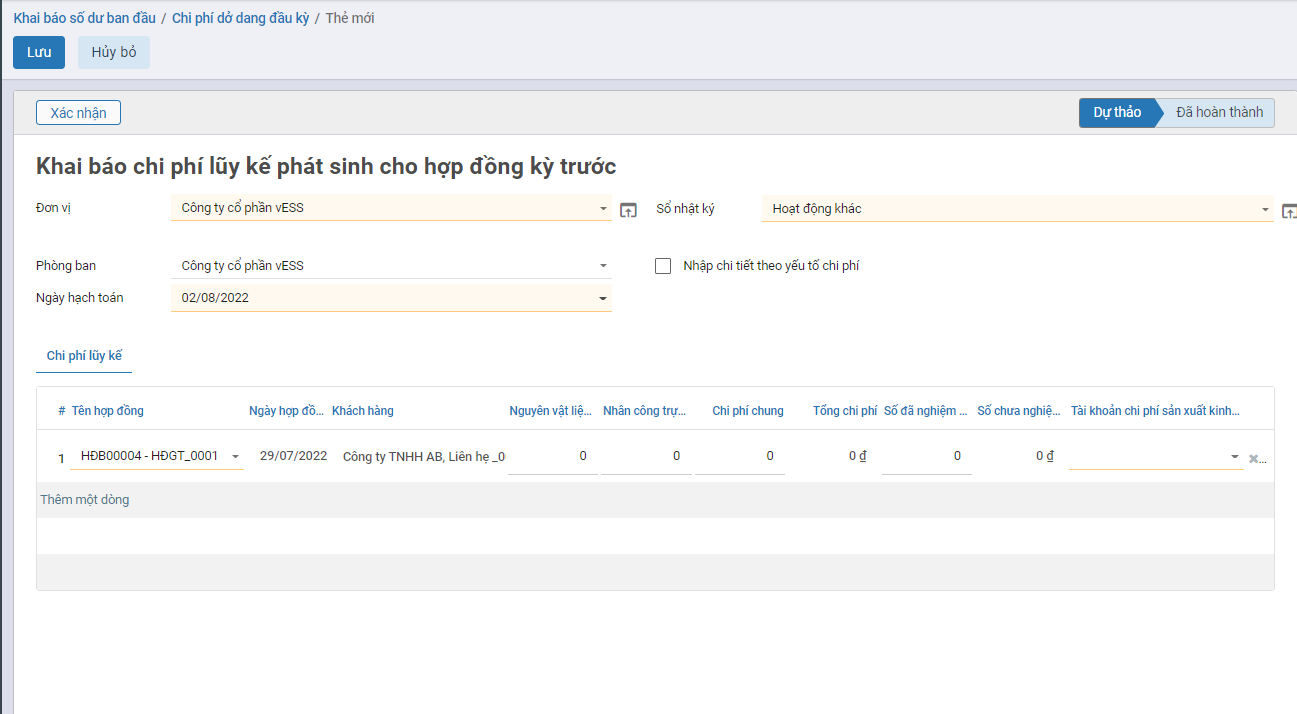 Khai báo số dư ban đầu / Chi phí dở dang đầu kỳ / Thẻ mới
Lưu Hủy bỏ
Xác nhận Dự thảo Đã hoàn thành
Khai báo chi phí lũy kế phát sinh cho hợp đồng kỳ trước
Đơn vị Công ty cổ phần vESS Sổ nhật ký Hoạt động khác
Phòng ban Công ty cổ phần vESS Nhập chi tiết theo yếu tố chi phí
Ngày hạch toán 02/08/2022
Chi phí lũy kế
# Tên hợp đồng Ngày hợp đồ... Khách hàng Nguyên vật liệ... Nhân công trự... Chi phí chung Tổng chi phí Số đã nghiệm ... Số chưa nghiệ... Tài khoản chi phí sản xuất kinh...
1 HĐB00004 - HĐGT_0001 29/07/2022 Công ty TNHH AB, Liên hẹ _0 0 0 0 0 ₫ 0 0 ₫
Thêm một dòng